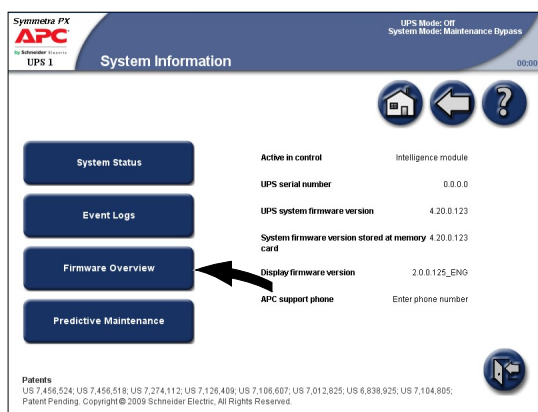 Symmetra PX
APC
by Schneider Electric
UPS 1
System Information
UPS Mode: Off
System Mode: Maintenance Bypass
00:00
?
System Status
Event Logs
Firmware Overview
Predictive Maintenance
Active in control Intelligence module
UPS serial number 0.0.0.0
UPS system firmware version 4.20.0.123
System firmware version stored at memory 4.20.0.123
card
Display firmware version 2.0.0.125_ENG
APC support phone Enter phone number
Patents
US 7,456,524; US 7,456,518; US 7,274,112; US 7,126,409; US 7,106,607; US 7,012,825; US 6,838,925; US 7,104,805;
Patent Pending. Copyright © 2009 Schneider Electric, All Rights Reserved.